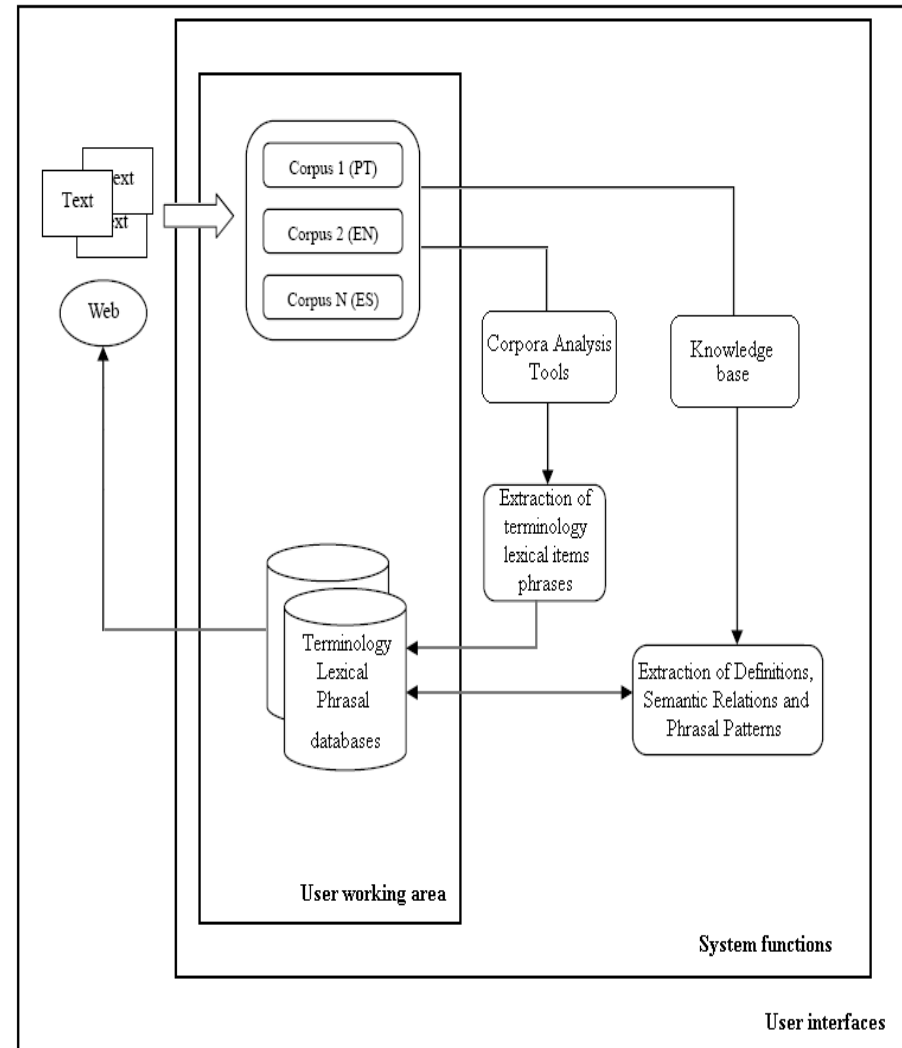 Text
ext
ext
Web
Corpus 1 (PT)
Corpus 2 (EN)
Corpus N (ES)
Corpora Analysis
Tools
Knowledge
base
Extraction of
terminology
lexical items
phrases
Terminology
Lexical
Phrasal
databases
Extraction of Definitions,
Semantic Relations and
Phrasal Patterns
User working area
System functions
User interfaces